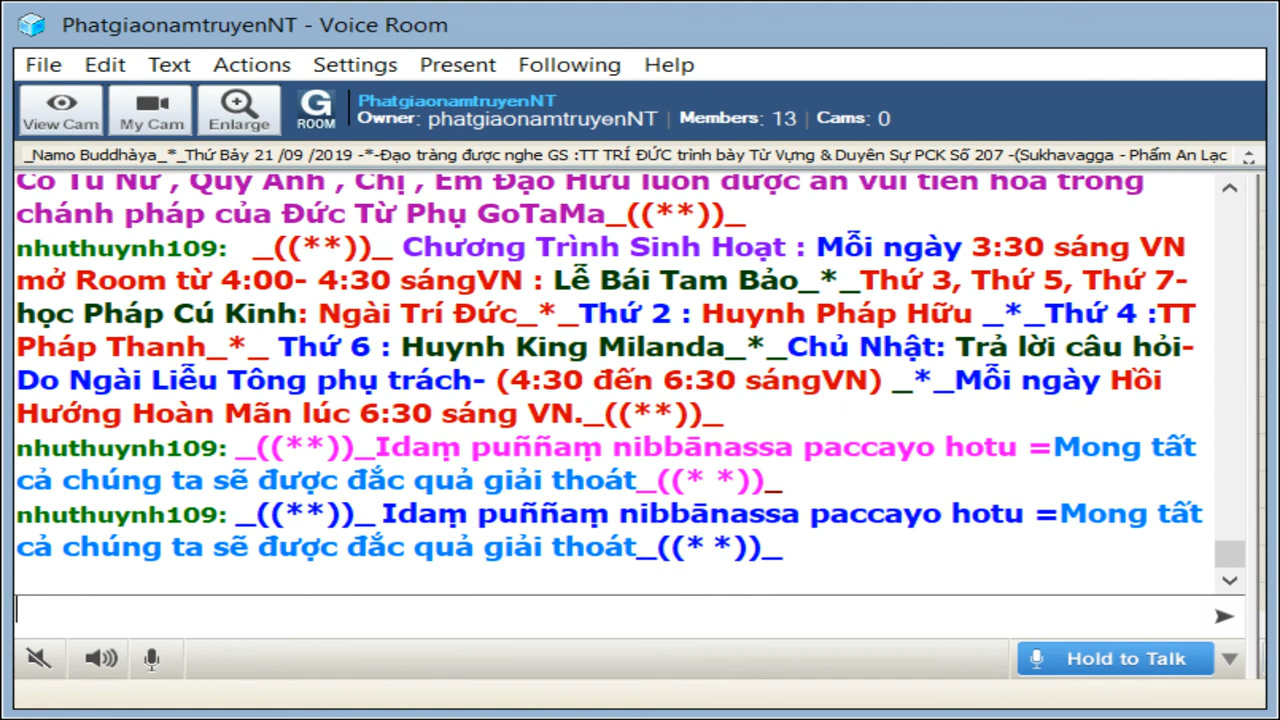 PhatgiaonamtruyenNT - Voice Room
File Edit Text Actions Settings Present Following Help
View Cam My Cam Enlarge G ROOM
PhatgiaonamtruyenNT
Owner: phatgiaonamtruyenNT | Members: 13 | Cams: 0
_Namo Buddhàya_*_Thứ Bảy 21 /09 /2019 -*-Đạo tràng được nghe GS :TT TRÍ ĐỨC trình bày Từ Vựng & Duyên Sự PCK Số 207 -(Sukhavagga - Phẩm An Lạc
Cô Tu Nữ , Quý Anh , Chị , Em Đạo Hữu luôn được an vui tiến hóa trong
chánh pháp của Đức Từ Phụ GoTaMa_((**))_
nhuthuynh109: _((**))_ Chương Trình Sinh Hoạt : Mỗi ngày 3:30 sáng VN
mở Room từ 4:00- 4:30 sángVN : Lễ Bái Tam Bảo_*_Thứ 3, Thứ 5, Thứ 7-
học Pháp Cú Kinh: Ngài Trí Đức_*_Thứ 2 : Huynh Pháp Hữu _*_Thứ 4 :TT
Pháp Thanh_*_ Thứ 6 : Huynh King Milanda_*_Chủ Nhật: Trả lời câu hỏi-
Do Ngài Liễu Tông phụ trách- (4:30 đến 6:30 sángVN) _*_Mỗi ngày Hồi
Hướng Hoàn Mãn lúc 6:30 sáng VN._((**))_
nhuthuynh109: _((**))_Idaṃ puññaṃ nibbānassa paccayo hotu =Mong tất
cả chúng ta sẽ được đắc quả giải thoát_((* *))_
nhuthuynh109: _((**))_ Idaṃ puññaṃ nibbānassa paccayo hotu =Mong tất
cả chúng ta sẽ được đắc quả giải thoát_((* *))_
Hold to Talk